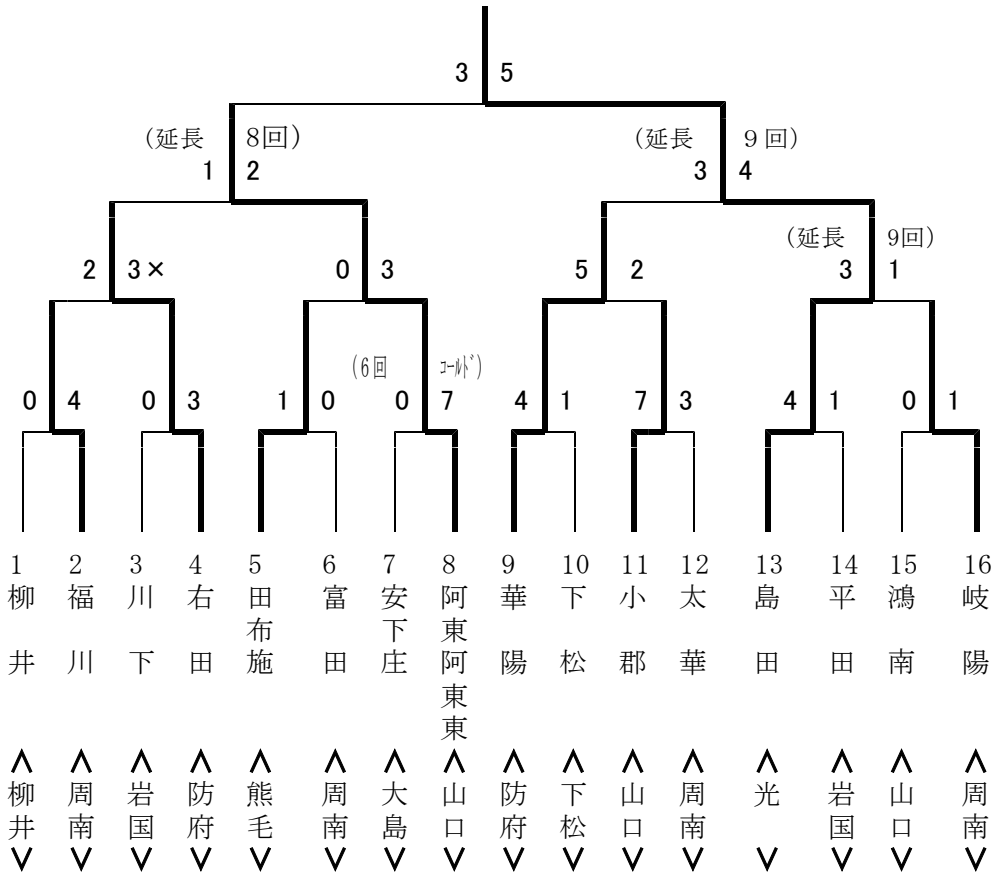 3 5
(延長 8回) (延長 9回)
1 2 3 4
(延長 9回)
2 3× 0 3 5 2 3 1
(6回 ｺｰﾙﾄﾞ)
0 4 0 3 1 0 0 7 4 1 7 3 4 1 0 1
1 2 3 4 5 6 7 8 9 10 11 12 13 14 15 16
柳井
福川
川下
右田
田布施
富田
安下庄
阿東阿東東
華陽
下松
小郡
太華
島田
平田
鴻南
岐陽
<柳井>
<周南>
<岩国>
<防府>
<熊毛>
<周南>
<大島>
<山口>
<防府>
<下松>
<山口>
<周南>
<光>
<岩国>
<山口>
<周南>